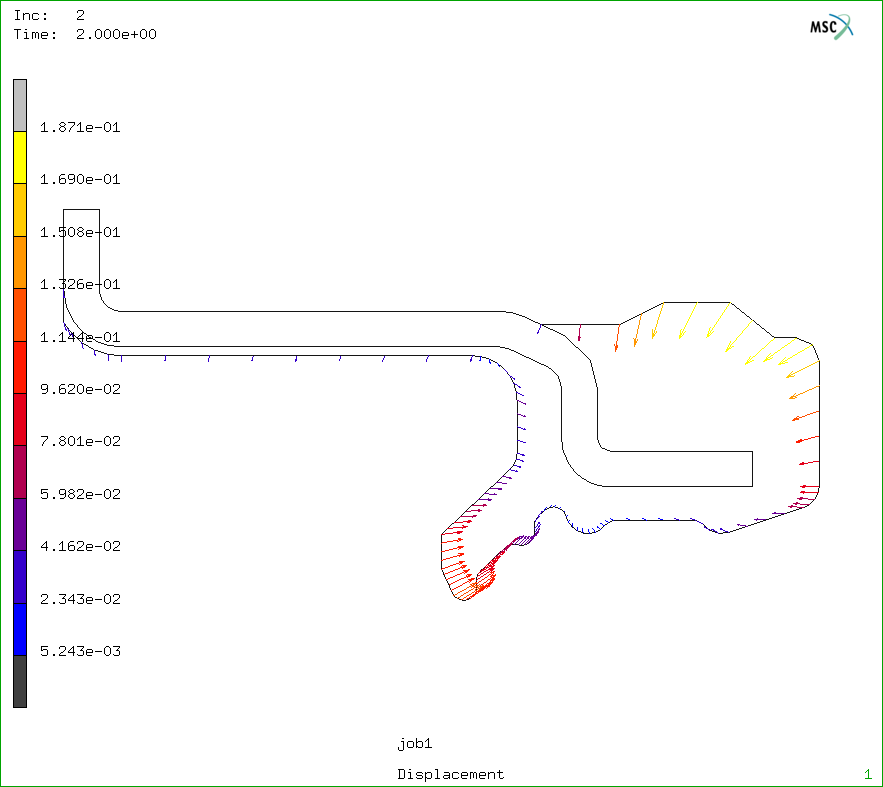 Inc: 2
Time: 2.000e+00
MSC
1.871e-01
1.690e-01
1.508e-01
1.326e-01
1.144e-01
9.620e-02
7.801e-02
5.982e-02
4.162e-02
2.343e-02
5.243e-03
job1
Displacement
1